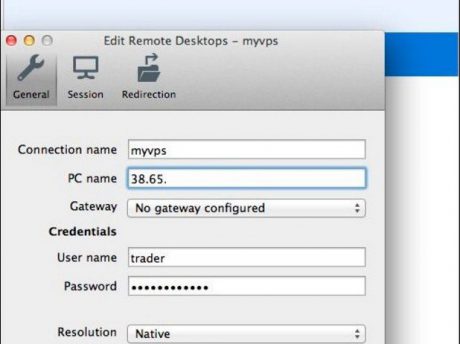 Edit Remote Desktops – myvps
General Session Redirection
Connection name myvps
PC name 38.65.
Gateway No gateway configured
Credentials
User name trader
Password ••••••••••••
Resolution Native